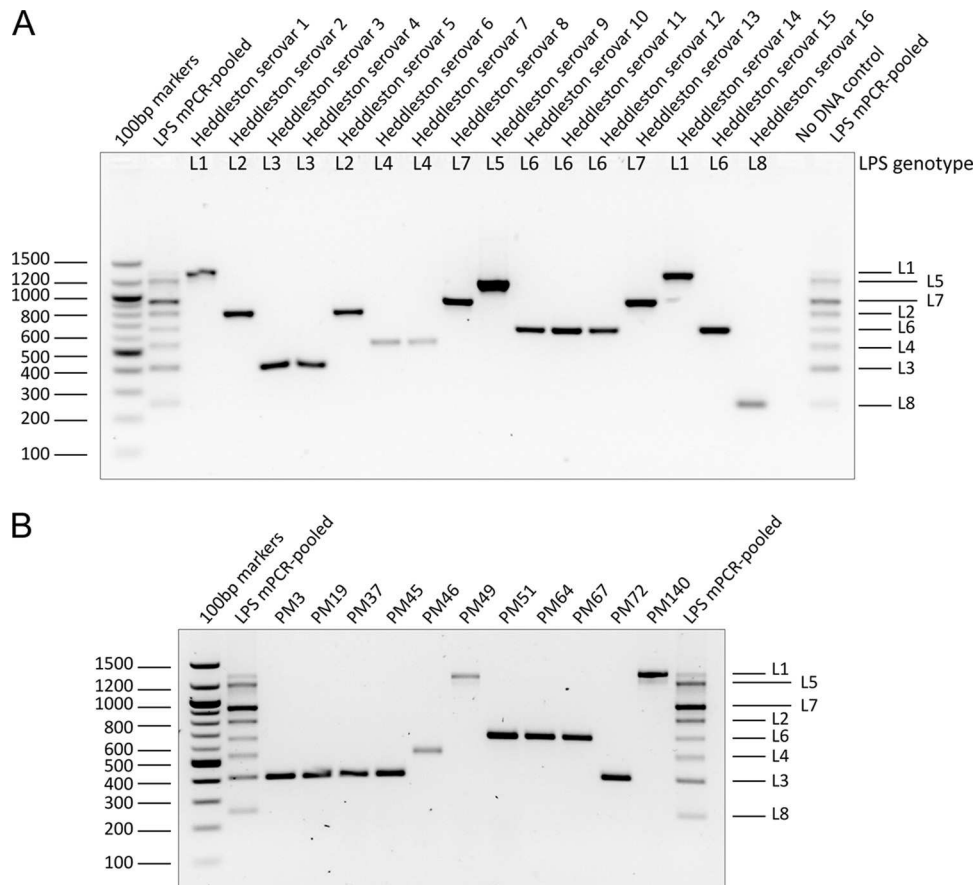 A
100bp markers
LPS mPCR-pooled
Heddleston serovar 1
Heddleston serovar 2
Heddleston serovar 3
Heddleston serovar 4
Heddleston serovar 5
Heddleston serovar 6
Heddleston serovar 7
Heddleston serovar 8
Heddleston serovar 9
Heddleston serovar 10
Heddleston serovar 11
Heddleston serovar 12
Heddleston serovar 13
Heddleston serovar 14
Heddleston serovar 15
Heddleston serovar 16
No DNA control
LPS mPCR-pooled
L1 L2 L3 L3 L2 L4 L4 L7 L5 L6 L6 L6 L7 L1 L6 L8 LPS genotype
1500
1200
1000
800
600
500
400
300
200
100
L1
L5
L7
L2
L6
L4
L3
L8
B
100bp markers
LPS mPCR-pooled
PM3
PM19
PM37
PM45
PM46
PM49
PM51
PM64
PM67
PM72
PM140
LPS mPCR-pooled
1500
1200
1000
800
600
500
400
300
200
100
L1
L5
L7
L2
L6
L4
L3
L8